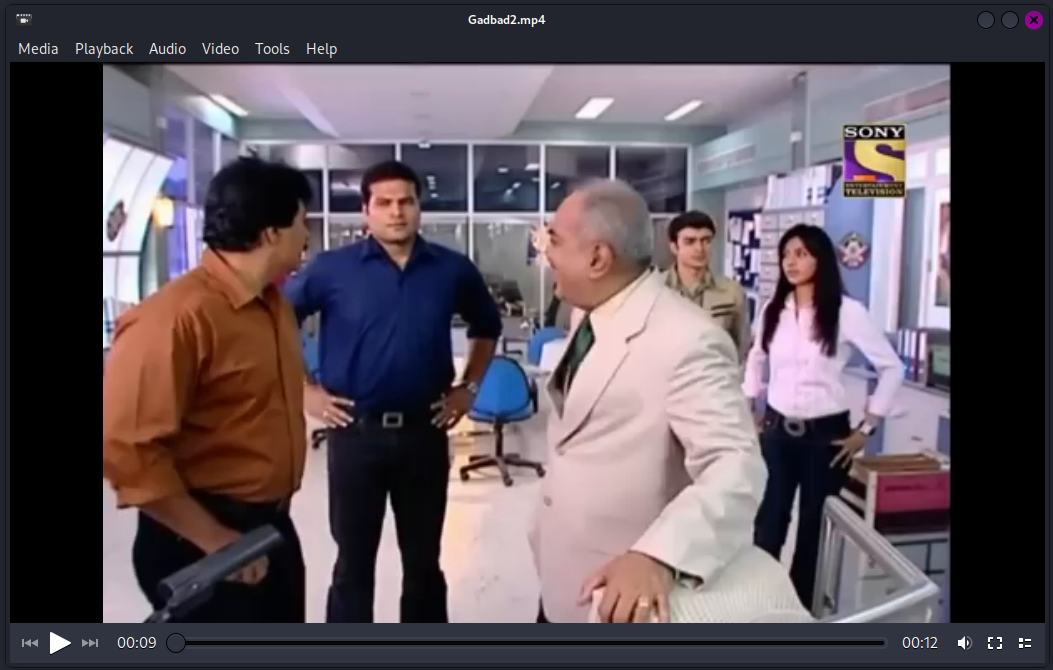 Gadbad2.mp4
Media Playback Audio Video Tools Help
SONY
S
ENTERTAINMENT
TELEVISION
00:09 00:12